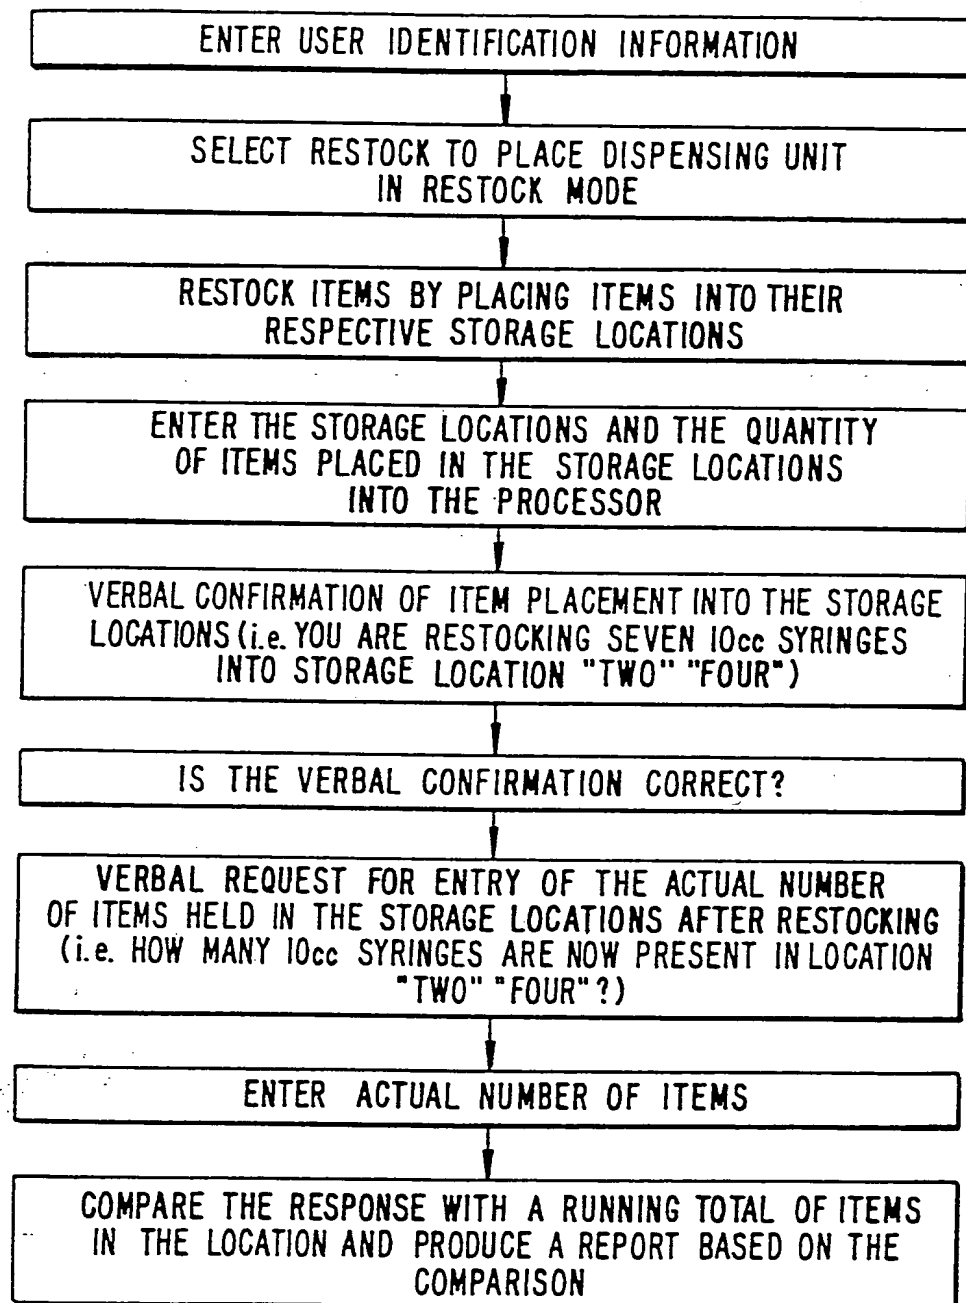 ENTER USER IDENTIFICATION INFORMATION
SELECT RESTOCK TO PLACE DISPENSING UNIT
IN RESTOCK MODE
RESTOCK ITEMS BY PLACING ITEMS INTO THEIR
RESPECTIVE STORAGE LOCATIONS
ENTER THE STORAGE LOCATIONS AND THE QUANTITY
OF ITEMS PLACED IN THE STORAGE LOCATIONS
INTO THE PROCESSOR
VERBAL CONFIRMATION OF ITEM PLACEMENT INTO THE STORAGE
LOCATIONS (i.e. YOU ARE RESTOCKING SEVEN 10cc SYRINGES
INTO STORAGE LOCATION "TWO" "FOUR")
IS THE VERBAL CONFIRMATION CORRECT?
VERBAL REQUEST FOR ENTRY OF THE ACTUAL NUMBER
OF ITEMS HELD IN THE STORAGE LOCATIONS AFTER RESTOCKING
(i.e. HOW MANY 10cc SYRINGES ARE NOW PRESENT IN LOCATION
"TWO" "FOUR"?)
ENTER ACTUAL NUMBER OF ITEMS
COMPARE THE RESPONSE WITH A RUNNING TOTAL OF ITEMS
IN THE LOCATION AND PRODUCE A REPORT BASED ON THE
COMPARISON